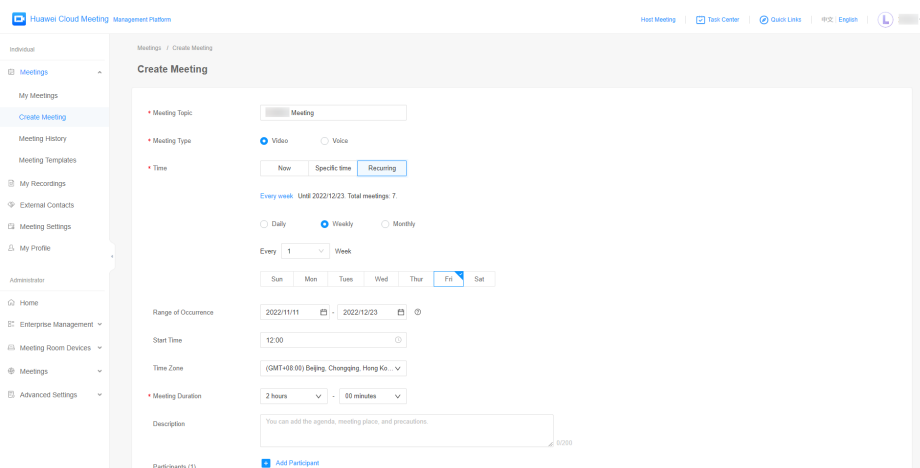 Huawei Cloud Meeting Management Platform
Host Meeting
Task Center
Quick Links
中文 English
L
Individual
Meetings
My Meetings
Create Meeting
Meeting History
Meeting Templates
My Recordings
External Contacts
Meeting Settings
My Profile
Administrator
Home
Enterprise Management
Meeting Room Devices
Meetings
Advanced Settings
Meetings / Create Meeting
Create Meeting
* Meeting Topic Meeting
* Meeting Type Video Voice
* Time Now Specific time Recurring
Every week Until 2022/12/23. Total meetings: 7.
Daily Weekly Monthly
Every 1 Week
Sun Mon Tues Wed Thur Fri Sat
Range of Occurrence 2022/11/11 - 2022/12/23
Start Time 12:00
Time Zone (GMT+08:00) Beijing, Chongqing, Hong Ko...
* Meeting Duration 2 hours - 00 minutes
Description You can add the agenda, meeting place, and precautions.
0/200
Participants (1) Add Participant